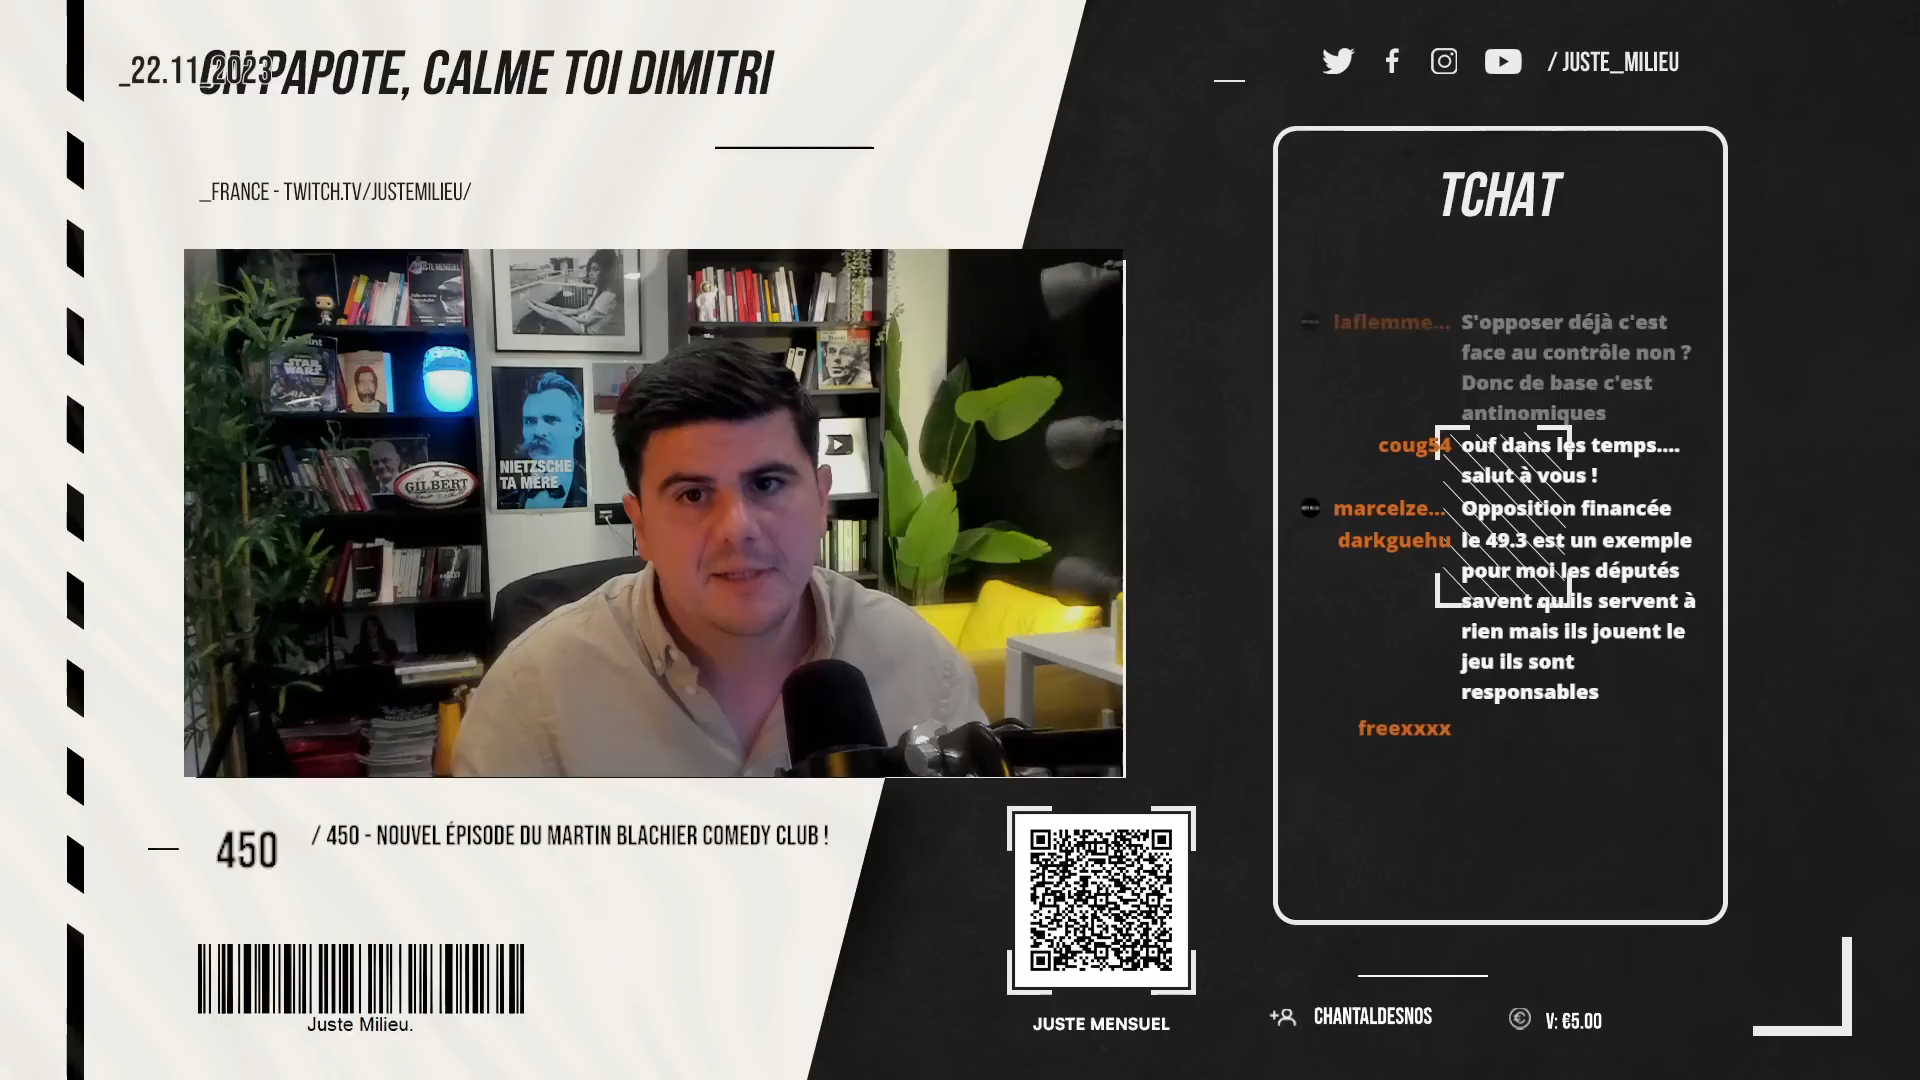 _22.11_2023
ON PAPOTE, CALME TOI DIMITRI
_FRANCE - TWITCH.TV/JUSTEMILIEU/
/ JUSTE_MILIEU
TCHAT
laflemme... S'opposer déjà c'est
face au contrôle non ?
Donc de base c'est
antinomiques
coug54 ouf dans les temps....
salut à vous !
marcelze... Opposition financée
darkguehu le 49.3 est un exemple
pour moi les députés
savent qu'ils servent à
rien mais ils jouent le
jeu ils sont
responsables
freexxxx
JUSTE MENSUEL
STAR
WARS
NIETZSCHE
TA MÈRE
GILBERT
450
/ 450 - NOUVEL ÉPISODE DU MARTIN BLACHIER COMEDY CLUB !
Juste Milieu.
JUSTE MENSUEL
CHANTALDESNOS
V: €5.00